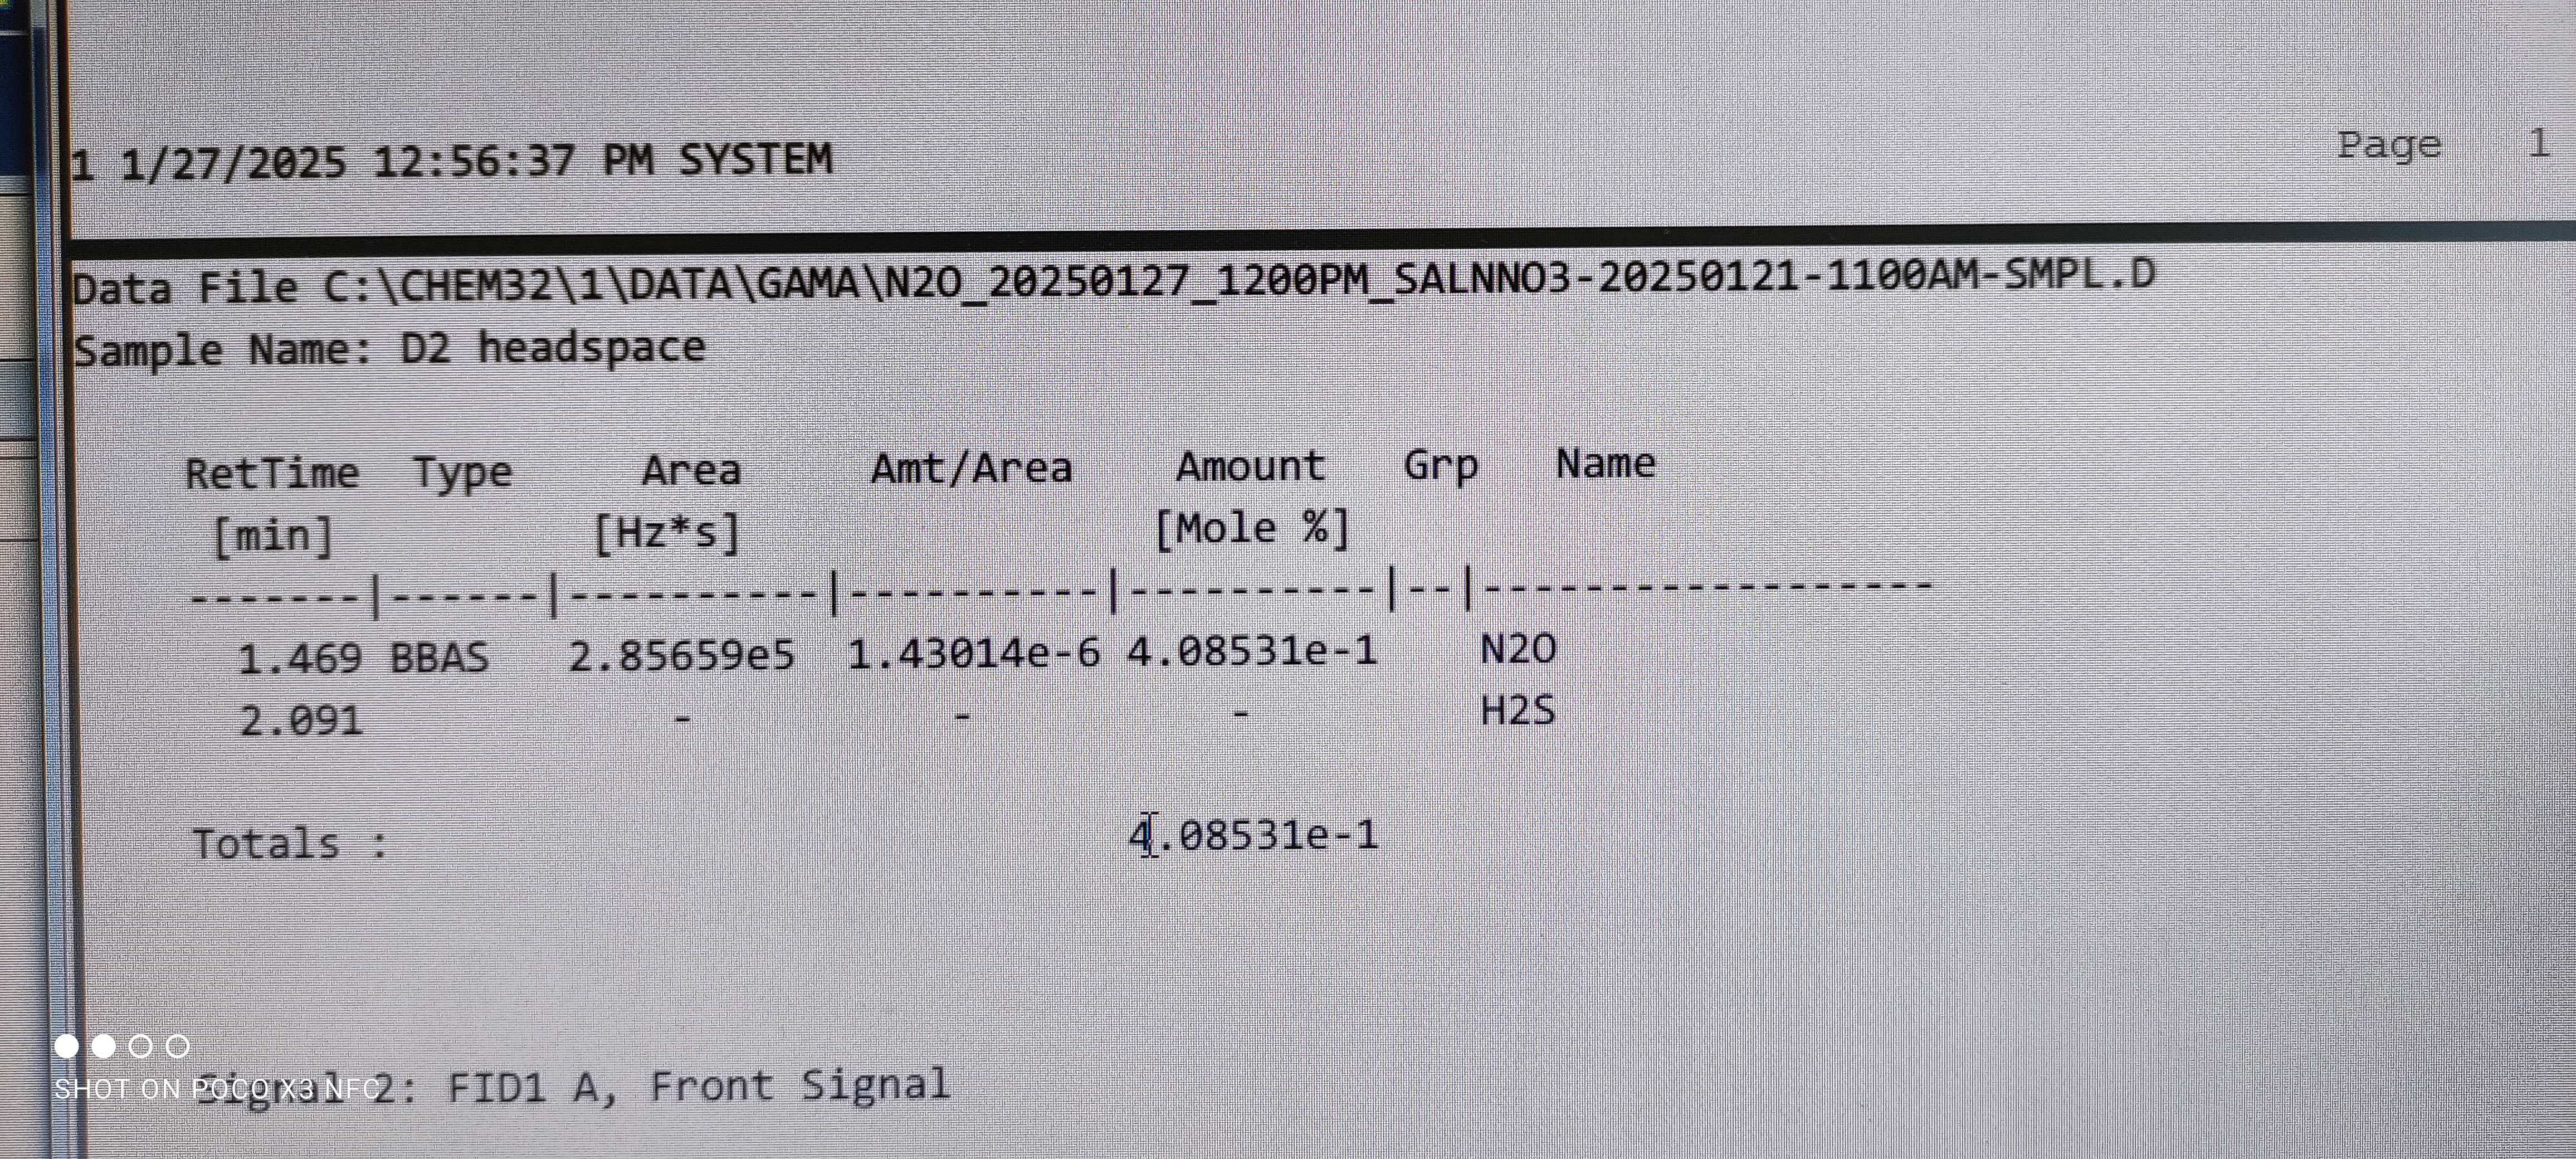 1 1/27/2025 12:56:37 PM SYSTEM
Page 1
Data File C:\CHEM32\1\DATA\GAMA\N2O_20250127_1200PM_SALNNO3-20250121-1100AM-SMPL.D
Sample Name: D2 headspace
RetTime Type Area Amt/Area Amount Grp Name
[min] [Hz*s] [Mole %]
-------|------|----------|----------|----------|--|------------------
1.469 BBAS 2.85659e5 1.43014e-6 4.08531e-1 N2O
2.091 - - - H2S
Totals : 4.08531e-1
Signal 2: FID1 A, Front Signal
SHOT ON POCO X3 NFC